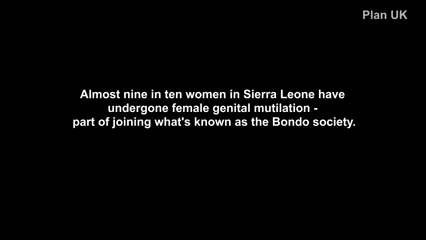 Plan UK
Almost nine in ten women in Sierra Leone have
undergone female genital mutilation -
part of joining what's known as the Bondo society.